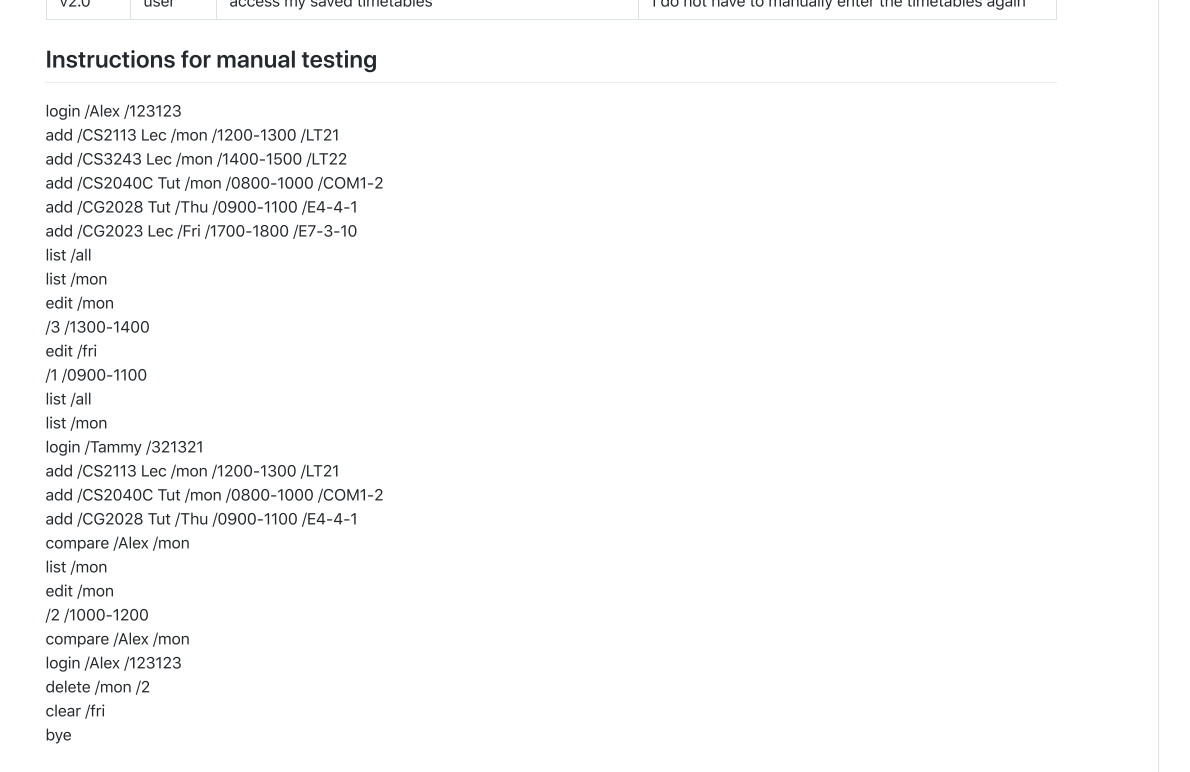 v2.0 user access my saved timetables I do not have to manually enter the timetables again
Instructions for manual testing
login /Alex /123123
add /CS2113 Lec /mon /1200-1300 /LT21
add /CS3243 Lec /mon /1400-1500 /LT22
add /CS2040C Tut /mon /0800-1000 /COM1-2
add /CG2028 Tut /Thu /0900-1100 /E4-4-1
add /CG2023 Lec /Fri /1700-1800 /E7-3-10
list /all
list /mon
edit /mon
/3 /1300-1400
edit /fri
/1 /0900-1100
list /all
list /mon
login /Tammy /321321
add /CS2113 Lec /mon /1200-1300 /LT21
add /CS2040C Tut /mon /0800-1000 /COM1-2
add /CG2028 Tut /Thu /0900-1100 /E4-4-1
compare /Alex /mon
list /mon
edit /mon
/2 /1000-1200
compare /Alex /mon
login /Alex /123123
delete /mon /2
clear /fri
bye